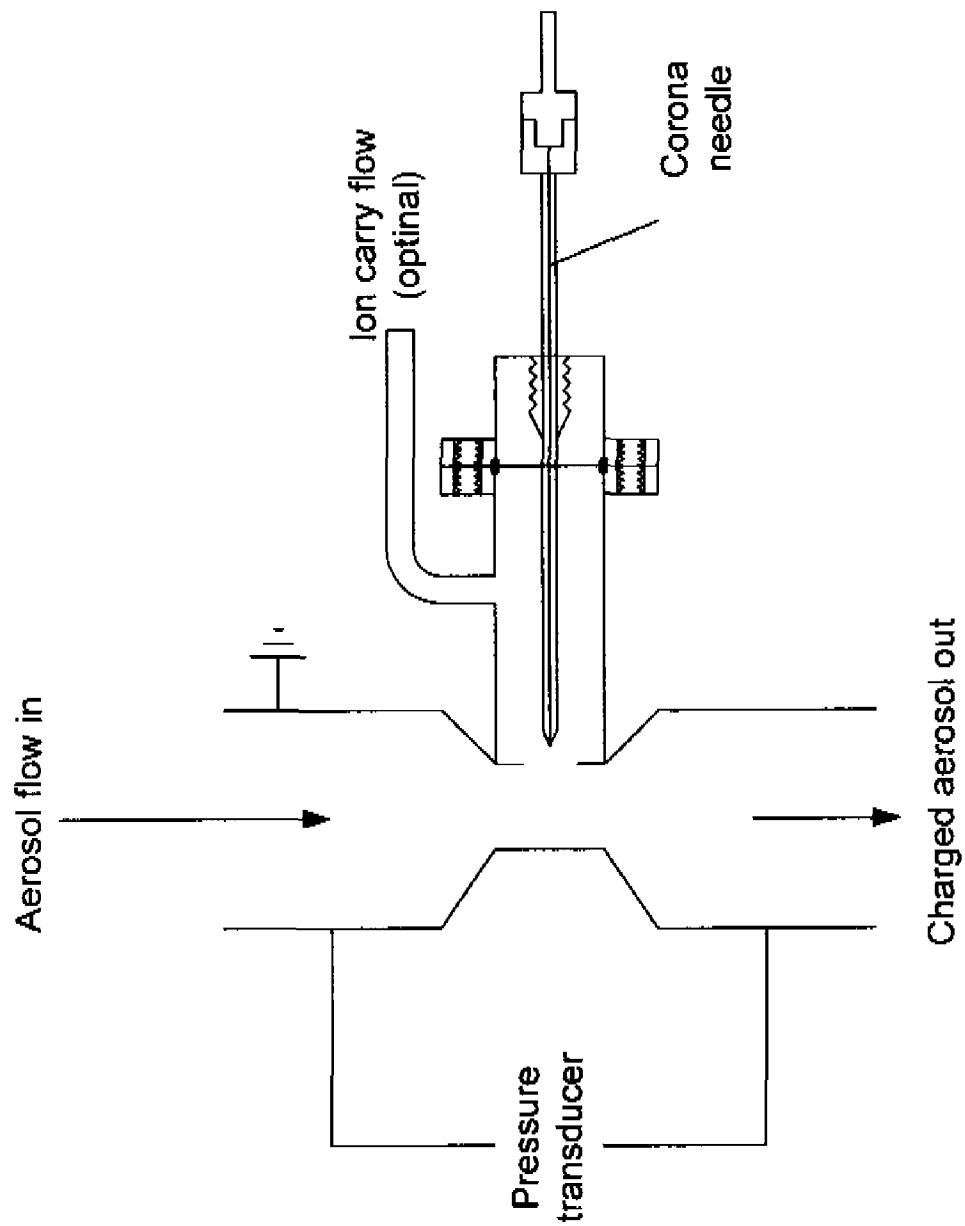 Aerosol flow in
Ion carry flow
(optinal)
Corona
needle
Pressure
transducer
Charged aerosol out